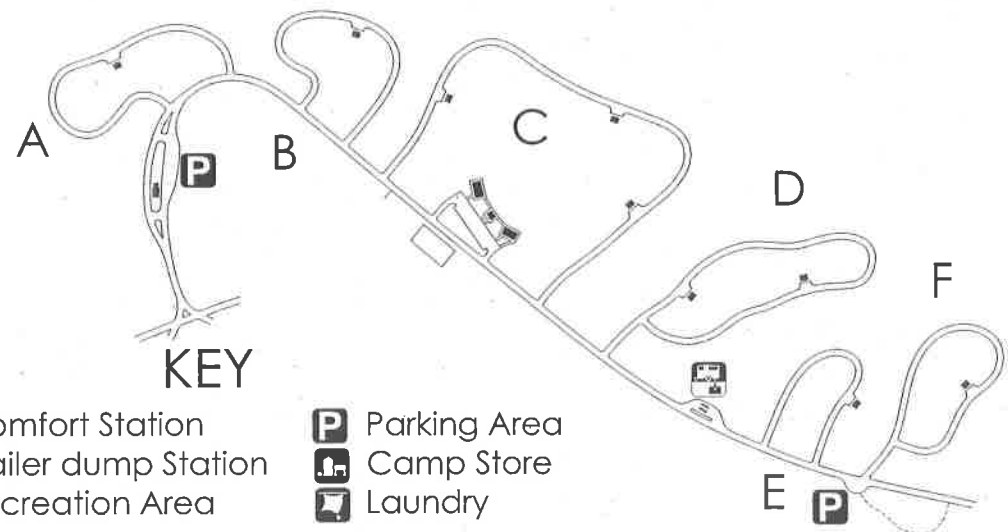 A
B
C
D
F
P
E
P
KEY
omfort Station
ailer dump Station
creation Area
P Parking Area
Camp Store
Laundry